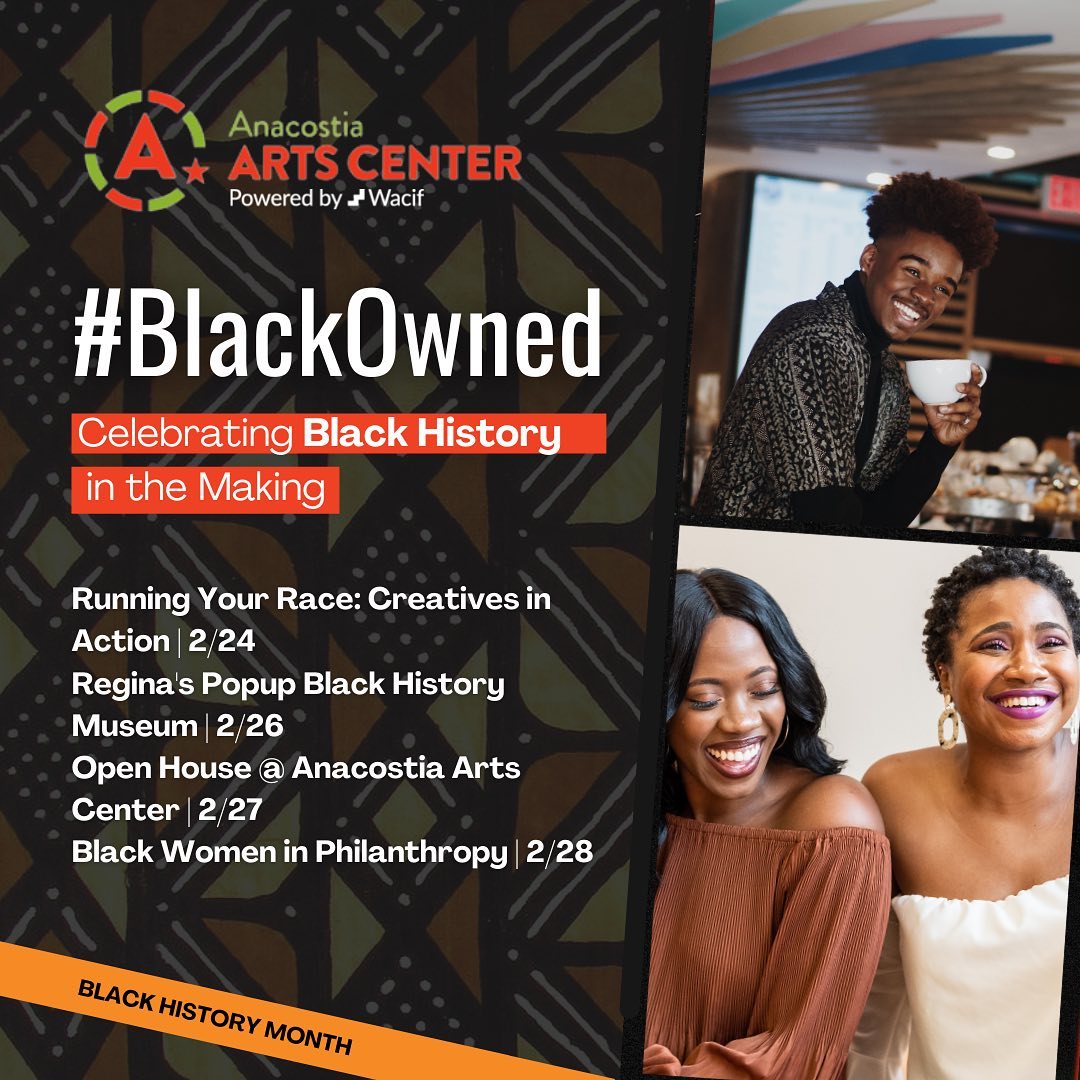 A
Anacostia
ARTS CENTER
Powered by Wacif
#BlackOwned
Celebrating Black History
in the Making
Running Your Race: Creatives in
Action | 2/24
Regina's Popup Black History
Museum | 2/26
Open House @ Anacostia Arts
Center | 2/27
Black Women in Philanthropy | 2/28
BLACK HISTORY MONTH